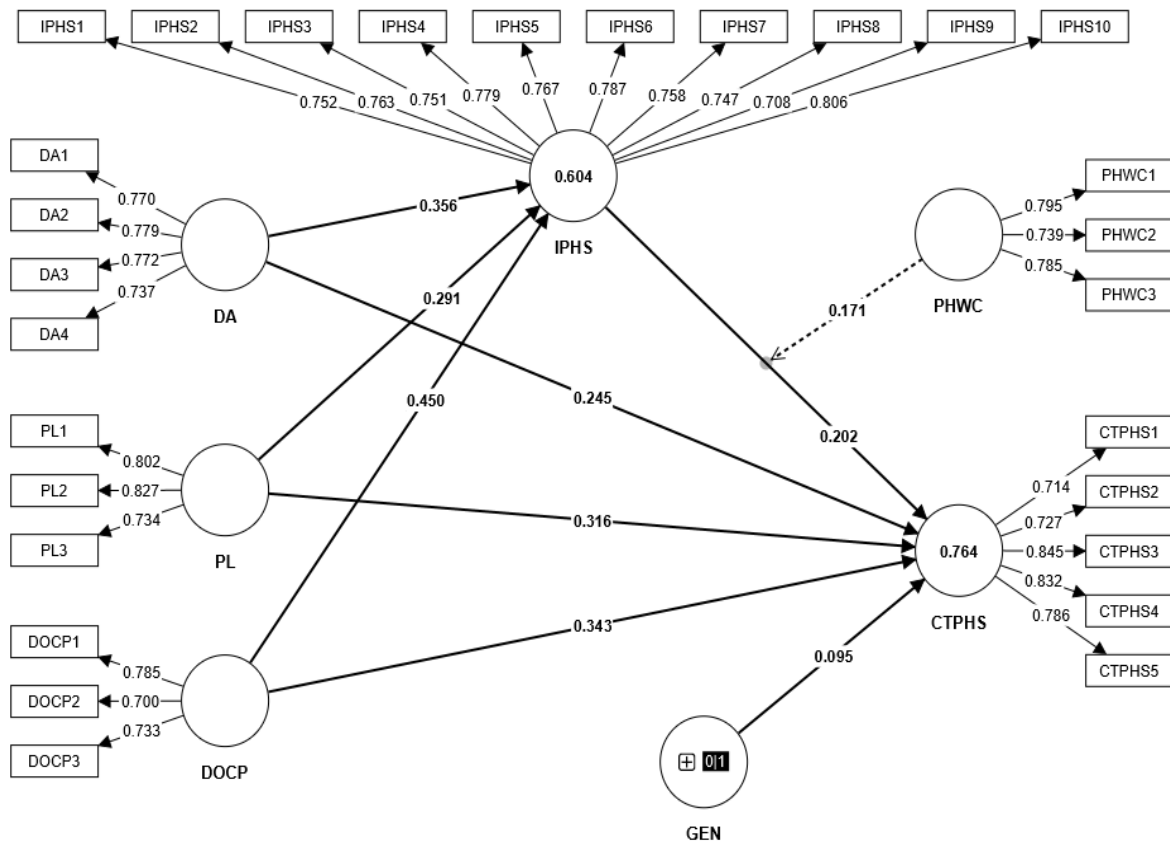 IPHS1 IPHS2 IPHS3 IPHS4 IPHS5 IPHS6 IPHS7 IPHS8 IPHS9 IPHS10
0.752 0.763 0.751 0.779 0.767 0.787 0.758 0.747 0.708 0.806
DA1
DA2
DA3
DA4
0.770
0.779
0.772
0.737
DA
0.356
0.604
IPHS
PHWC
0.795
0.739
0.785
PHWC1
PHWC2
PHWC3
0.171
0.291
0.450
0.245
0.202
PL1
PL2
PL3
0.802
0.827
0.734
PL
0.316
0.764
CTPHS
0.714
0.727
0.845
0.832
0.786
CTPHS1
CTPHS2
CTPHS3
CTPHS4
CTPHS5
DOCP1
DOCP2
DOCP3
0.785
0.700
0.733
DOCP
0.343
0.095
0|1
GEN